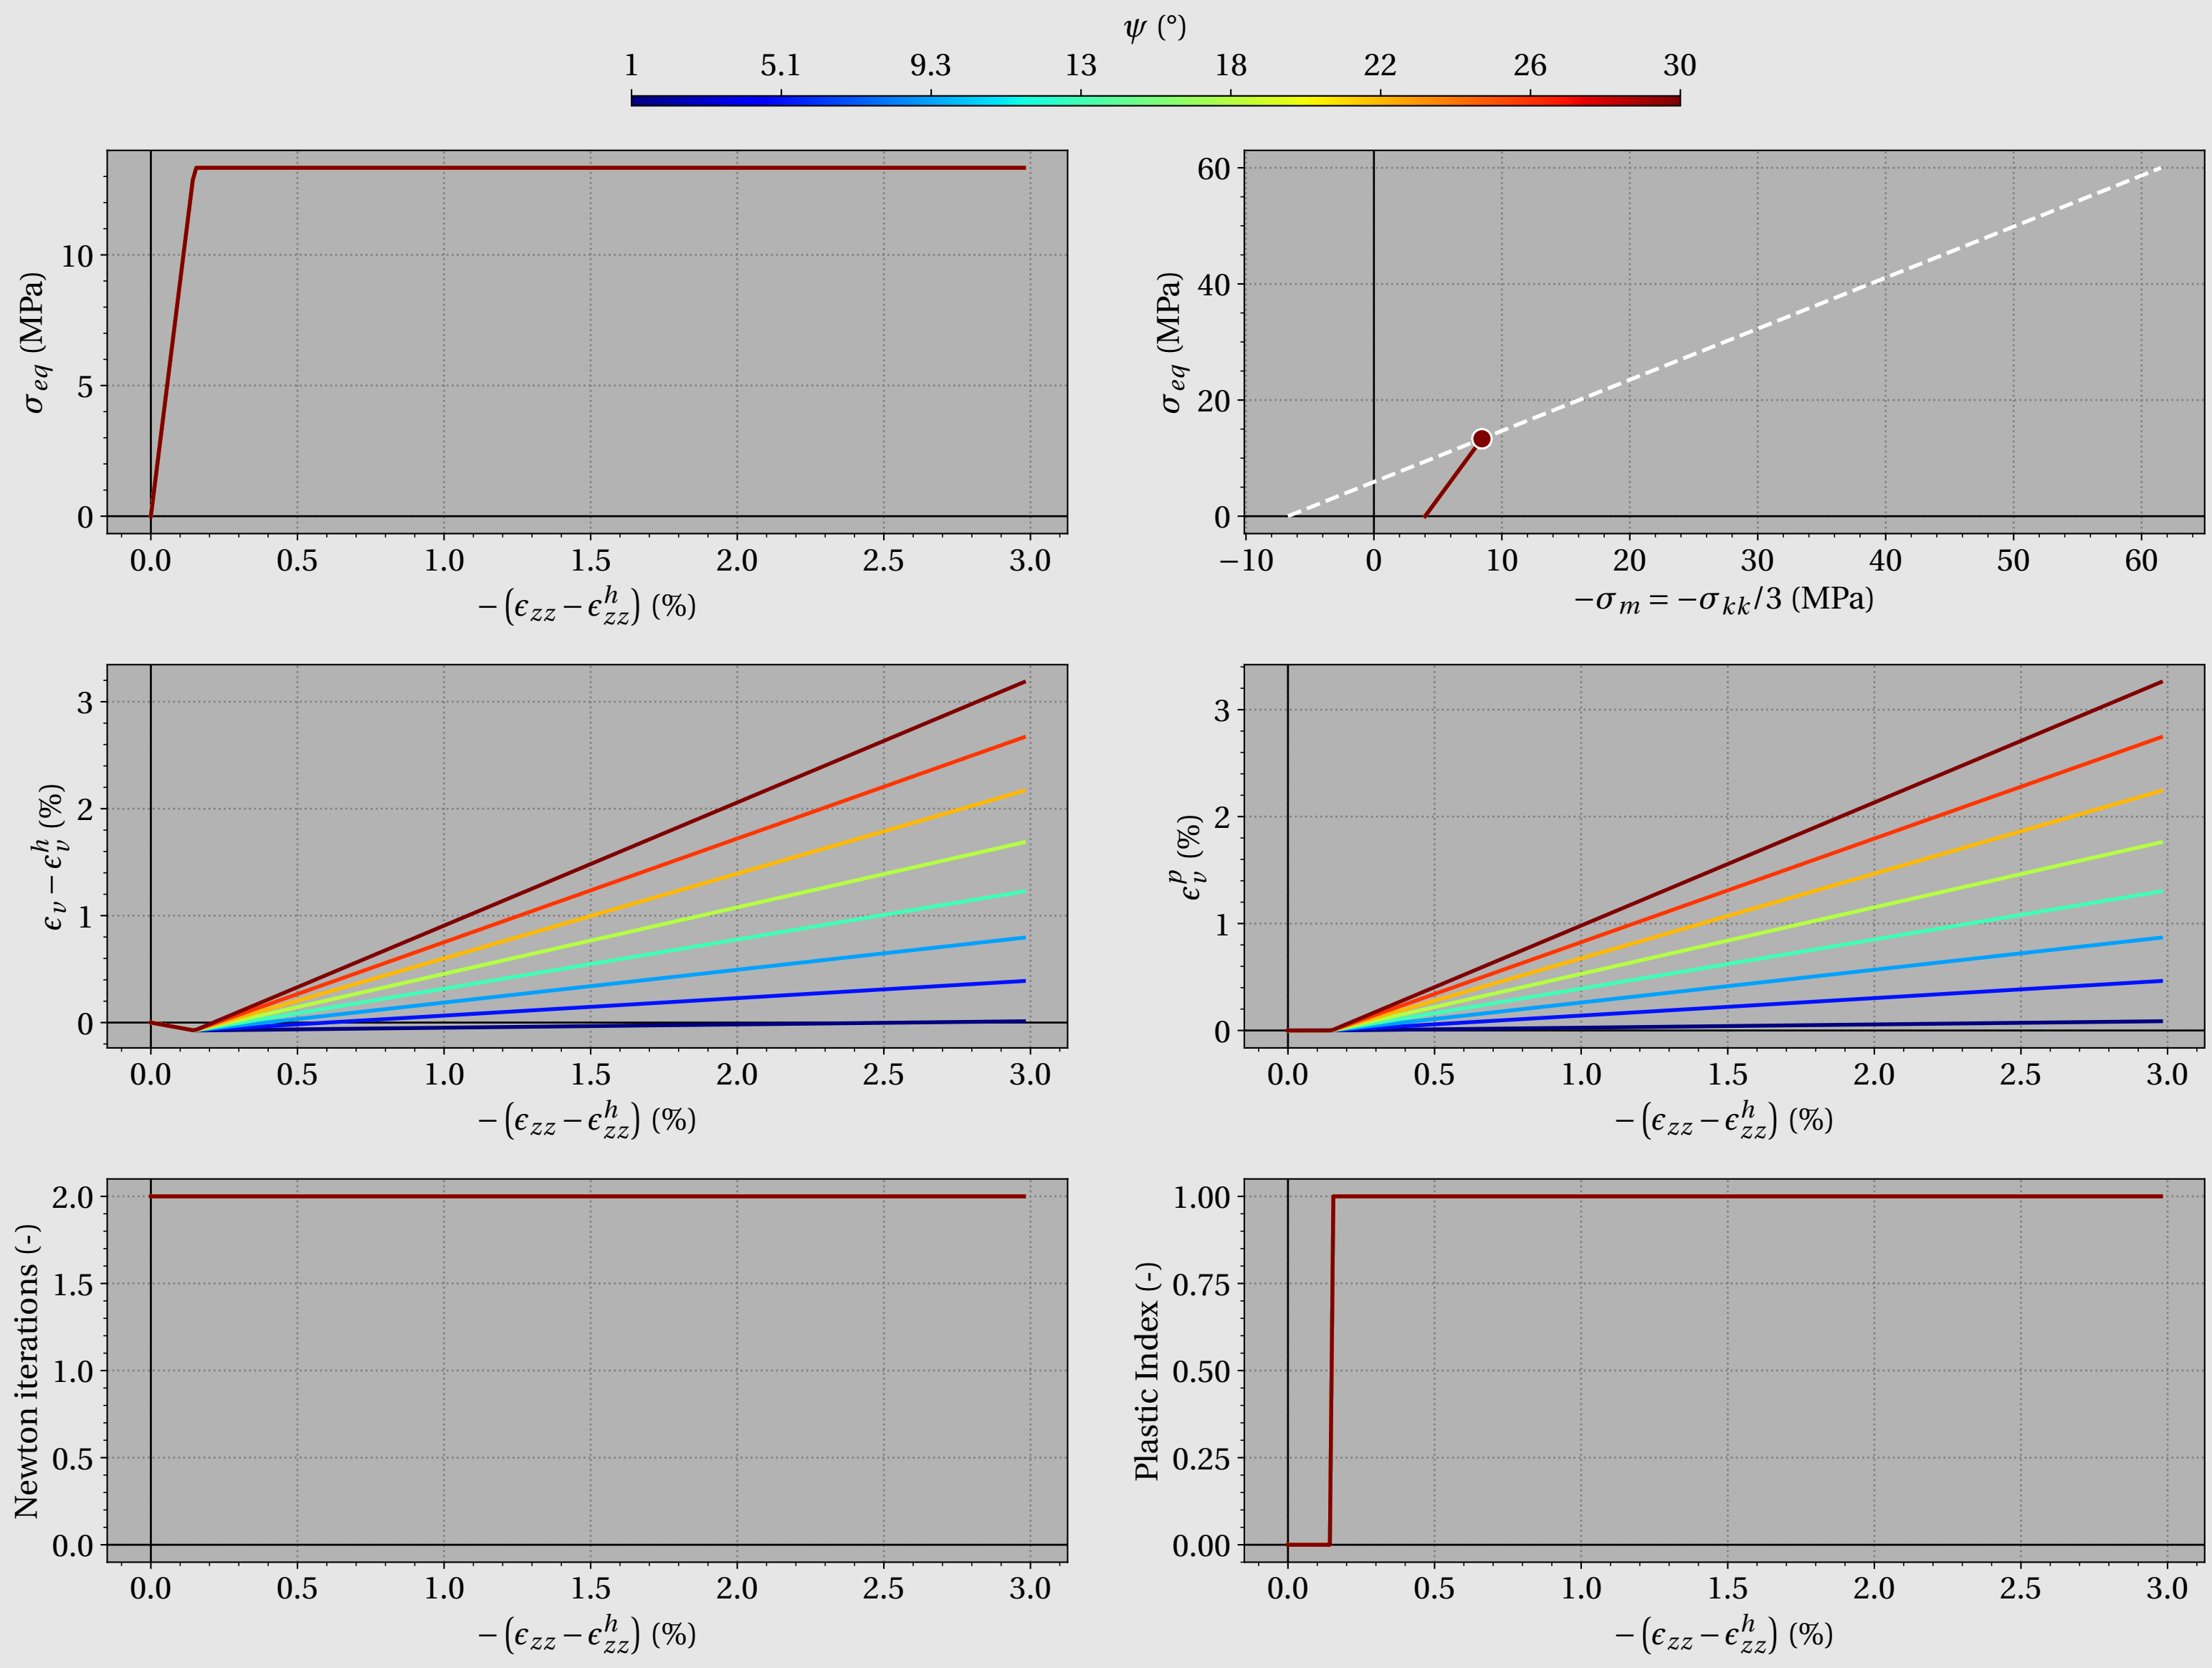 ψ (°)
1 5.1 9.3 13 18 22 26 30
σ_eq (MPa)
10
5
0
0.0 0.5 1.0 1.5 2.0 2.5 3.0
−(ϵ_zz − ϵ^h_zz) (%)
σ_eq (MPa)
60
40
20
0
−10 0 10 20 30 40 50 60
−σ_m = −σ_kk/3 (MPa)
ϵ_v − ϵ^h_v (%)
3
2
1
0
0.0 0.5 1.0 1.5 2.0 2.5 3.0
−(ϵ_zz − ϵ^h_zz) (%)
ϵ^p_v (%)
3
2
1
0
0.0 0.5 1.0 1.5 2.0 2.5 3.0
−(ϵ_zz − ϵ^h_zz) (%)
Newton iterations (-)
2.0
1.5
1.0
0.5
0.0
0.0 0.5 1.0 1.5 2.0 2.5 3.0
−(ϵ_zz − ϵ^h_zz) (%)
Plastic Index (-)
1.00
0.75
0.50
0.25
0.00
0.0 0.5 1.0 1.5 2.0 2.5 3.0
−(ϵ_zz − ϵ^h_zz) (%)